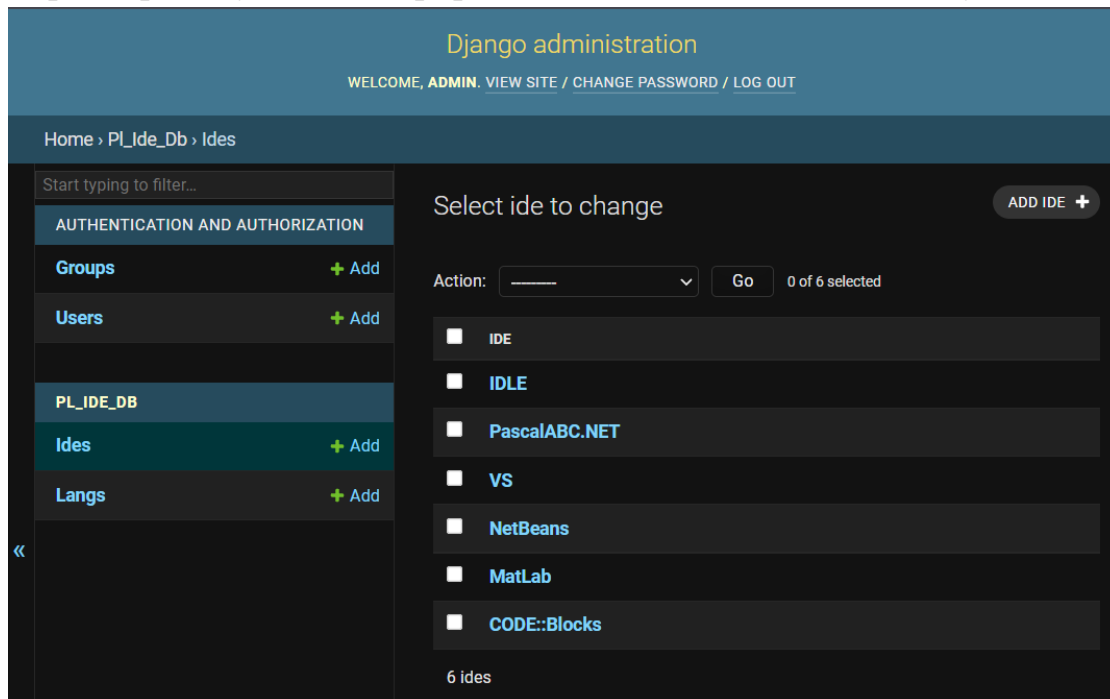 Django administration
WELCOME, ADMIN. VIEW SITE / CHANGE PASSWORD / LOG OUT
Home › Pl_Ide_Db › Ides
Start typing to filter...
AUTHENTICATION AND AUTHORIZATION
Groups + Add
Users + Add
PL_IDE_DB
Ides + Add
Langs + Add
«
Select ide to change
ADD IDE +
Action: --------- Go 0 of 6 selected
IDE
IDLE
PascalABC.NET
VS
NetBeans
MatLab
CODE::Blocks
6 ides